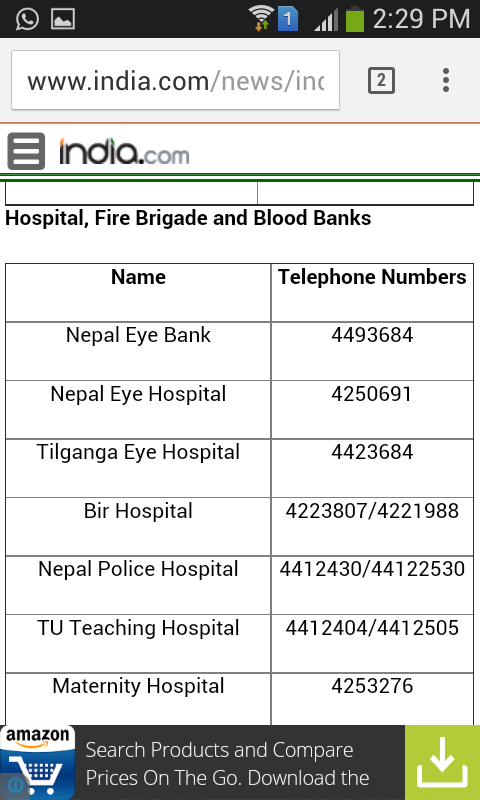 1 2:29 PM
www.india.com/news/inc 2
india.com
Hospital, Fire Brigade and Blood Banks
Name Telephone Numbers
Nepal Eye Bank 4493684
Nepal Eye Hospital 4250691
Tilganga Eye Hospital 4423684
Bir Hospital 4223807/4221988
Nepal Police Hospital 4412430/44122530
TU Teaching Hospital 4412404/4412505
Maternity Hospital 4253276
amazon
Search Products and Compare
Prices On The Go. Download the